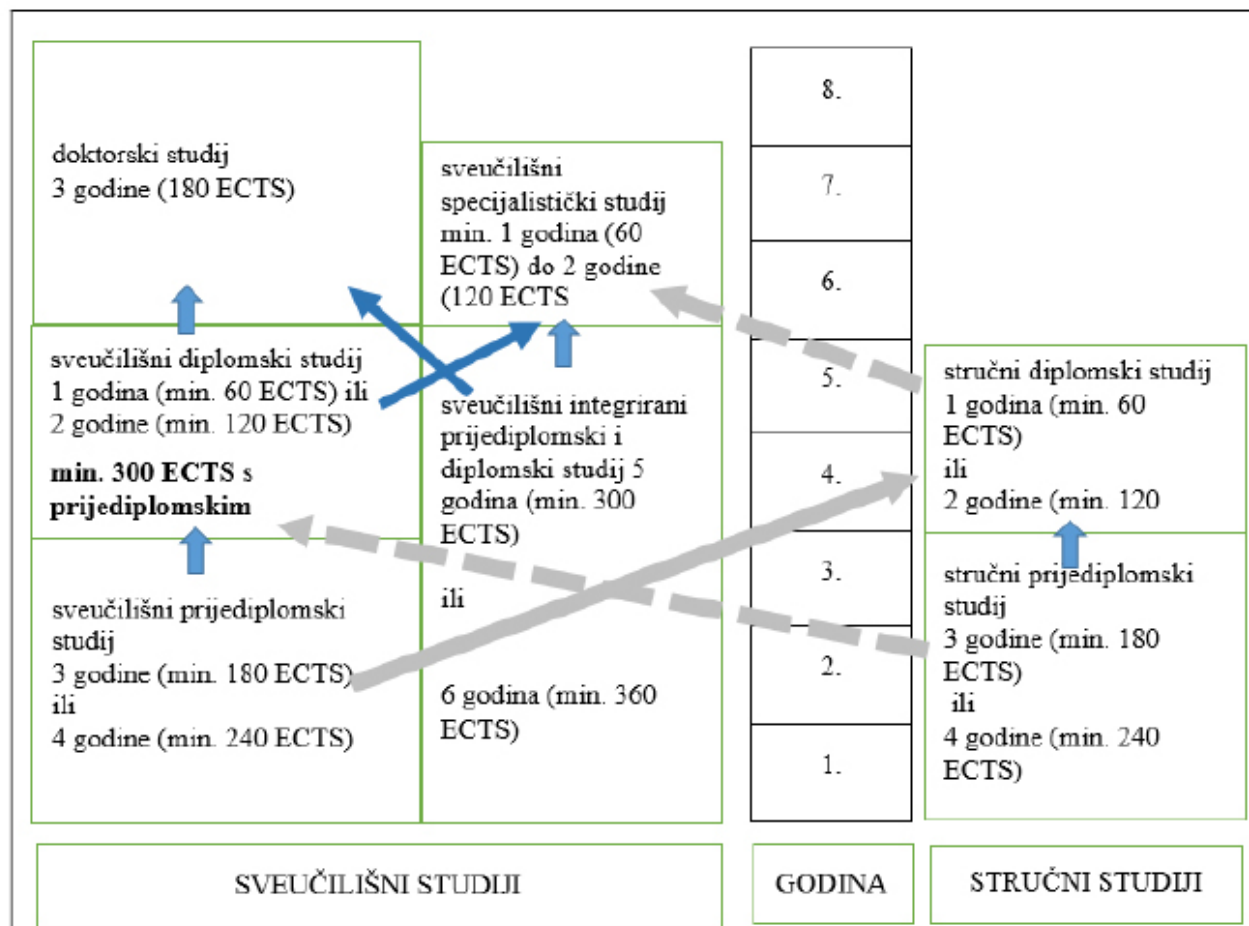 doktorski studij
3 godine (180 ECTS)
sveučilišni
specijalistički studij
min. 1 godina (60
ECTS) do 2 godine
(120 ECTS
sveučilišni diplomski studij
1 godina (min. 60 ECTS) ili
2 godine (min. 120 ECTS)
min. 300 ECTS s
prijediplomskim
sveučilišni integrirani
prijediplomski i
diplomski studij 5
godina (min. 300
ECTS)
ili
6 godina (min. 360
ECTS)
sveučilišni prijediplomski
studij
3 godine (min. 180 ECTS)
ili
4 godine (min. 240 ECTS)
8.
7.
6.
5.
4.
3.
2.
1.
stručni diplomski studij
1 godina (min. 60
ECTS)
ili
2 godine (min. 120
stručni prijediplomski
studij
3 godine (min. 180
ECTS)
ili
4 godine (min. 240
ECTS)
SVEUČILIŠNI STUDIJI
GODINA
STRUČNI STUDIJI